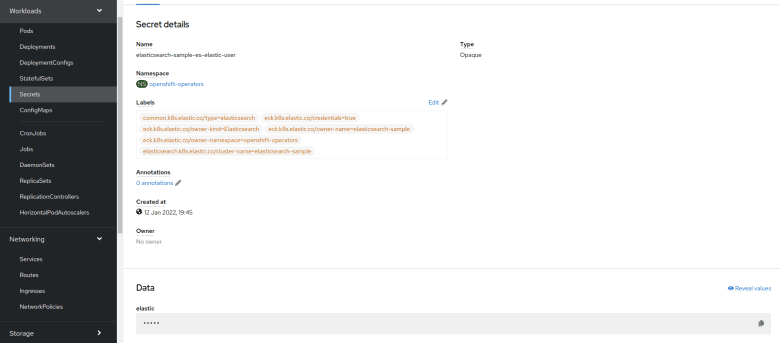 Workloads
Pods
Deployments
DeploymentConfigs
StatefulSets
Secrets
ConfigMaps
CronJobs
Jobs
DaemonSets
ReplicaSets
ReplicationControllers
HorizontalPodAutoscalers
Networking
Services
Routes
Ingresses
NetworkPolicies
Storage
Secret details
Name
elasticsearch-sample-es-elastic-user
Type
Opaque
Namespace
NS openshift-operators
Labels
Edit
common.k8s.elastic.co/type=elasticsearch eck.k8s.elastic.co/credentials=true
eck.k8s.elastic.co/owner-kind=Elasticsearch eck.k8s.elastic.co/owner-name=elasticsearch-sample
eck.k8s.elastic.co/owner-namespace=openshift-operators
elasticsearch.k8s.elastic.co/cluster-name=elasticsearch-sample
Annotations
0 annotations
Created at
12 Jan 2022, 19:45
Owner
No owner
Data
Reveal values
elastic
•••••